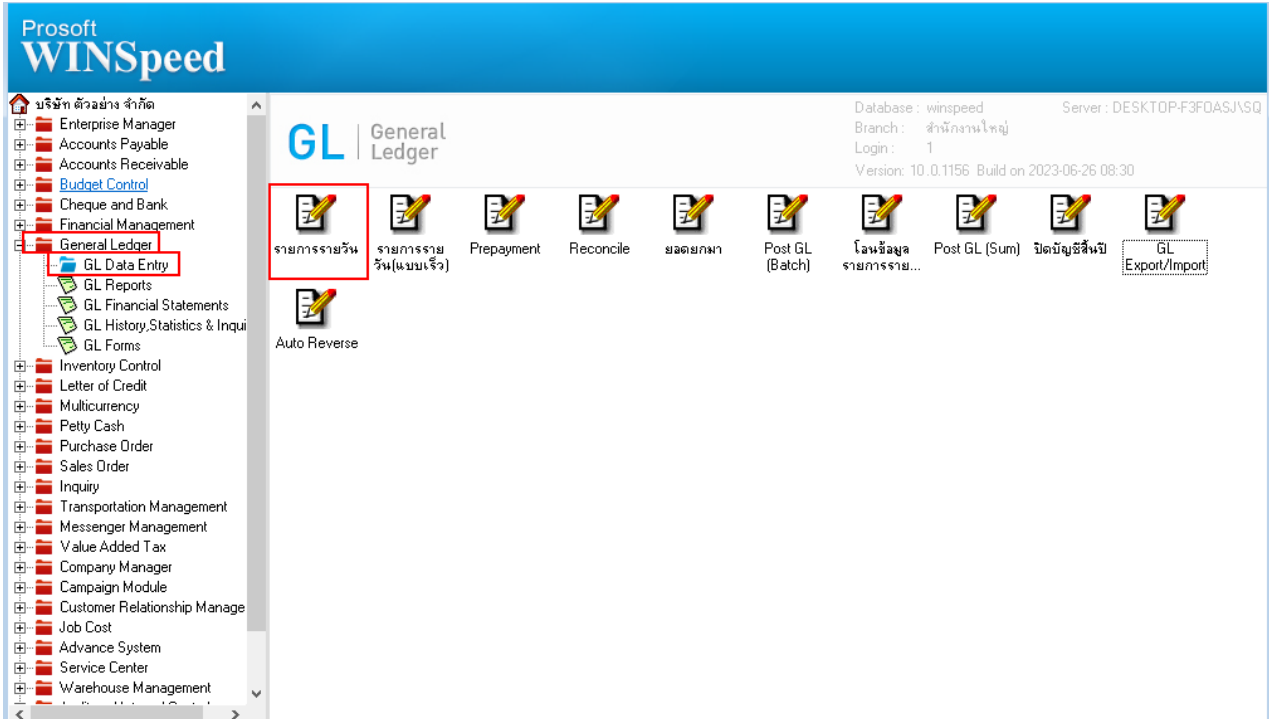 Prosoft
WINSpeed
บริษัท ตัวอย่าง จำกัด
Enterprise Manager
Accounts Payable
Accounts Receivable
Budget Control
Cheque and Bank
Financial Management
General Ledger
GL Data Entry
GL Reports
GL Financial Statements
GL History,Statistics & Inqui
GL Forms
Inventory Control
Letter of Credit
Multicurrency
Petty Cash
Purchase Order
Sales Order
Inquiry
Transportation Management
Messenger Management
Value Added Tax
Company Manager
Campaign Module
Customer Relationship Manage
Job Cost
Advance System
Service Center
Warehouse Management
GL
General
Ledger
Database : winspeed Server : DESKTOP-F3FOASJ\SQ
Branch : สำนักงานใหญ่
Login : 1
Version: 10.0.1156 Build on 2023-06-26 08:30
รายการรายวัน
รายการราย
วัน(แบบเร็ว)
Prepayment
Reconcile
ยอดยกมา
Post GL
(Batch)
โอนข้อมูล
รายการราย...
Post GL (Sum)
ปิดบัญชีสิ้นปี
GL
Export/Import
Auto Reverse